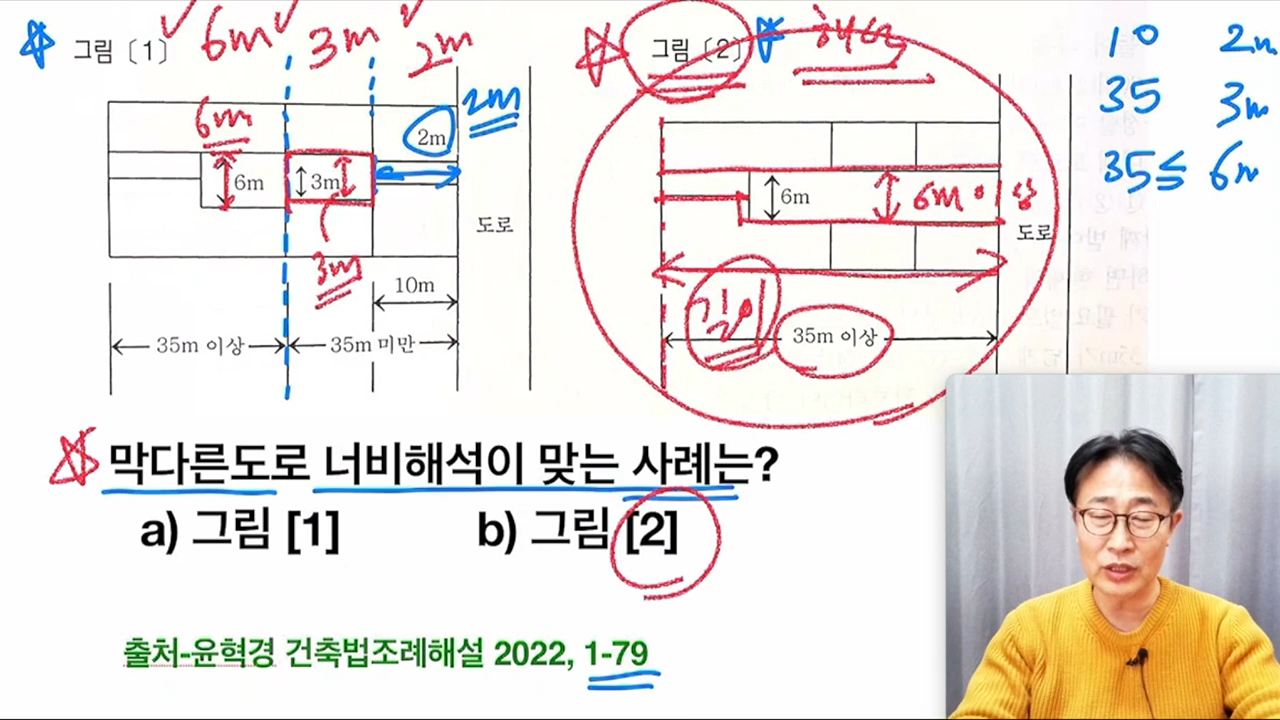 그림〔1〕 6m 3m 2m
그림〔2〕 해석
10 2m
35 3m
35≤ 6m
6m
2m
2m
6m
3m
3m
도로
10m
35m 이상
35m 미만
6m
6m 이상
도로
길이
35m 이상
막다른도로 너비해석이 맞는 사례는?
a) 그림 [1] b) 그림 [2]
출처-윤혁경 건축법조례해설 2022, 1-79